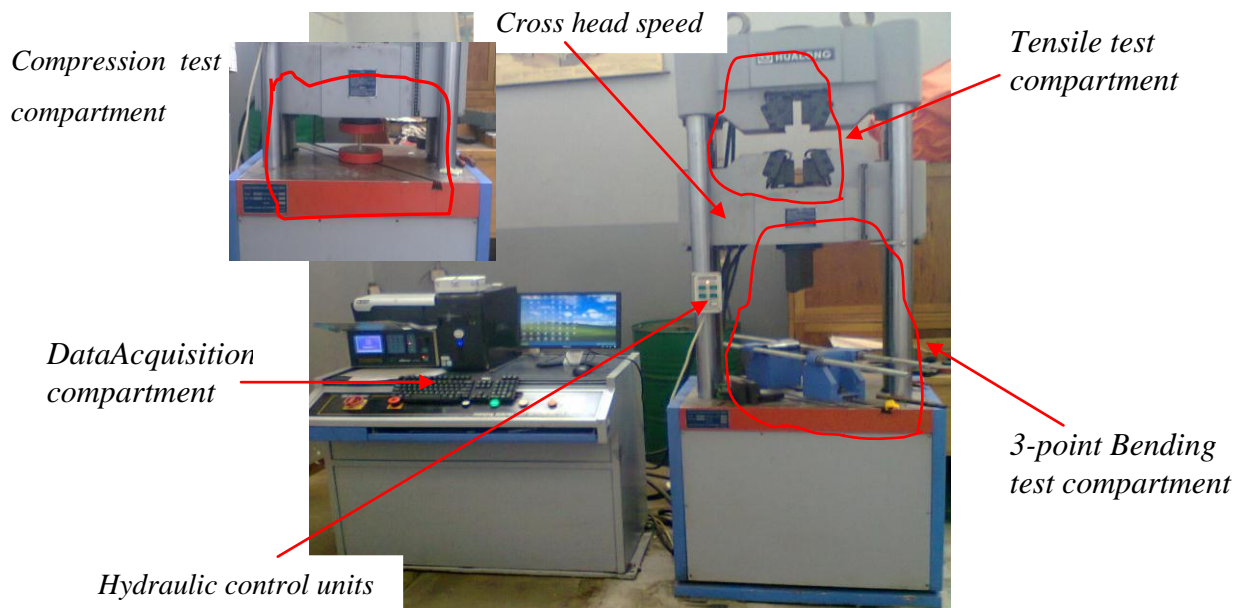 Cross head speed
Compression test
compartment
Tensile test
compartment
HUALONG
DataAcquisition
compartment
3-point Bending
test compartment
Hydraulic control units